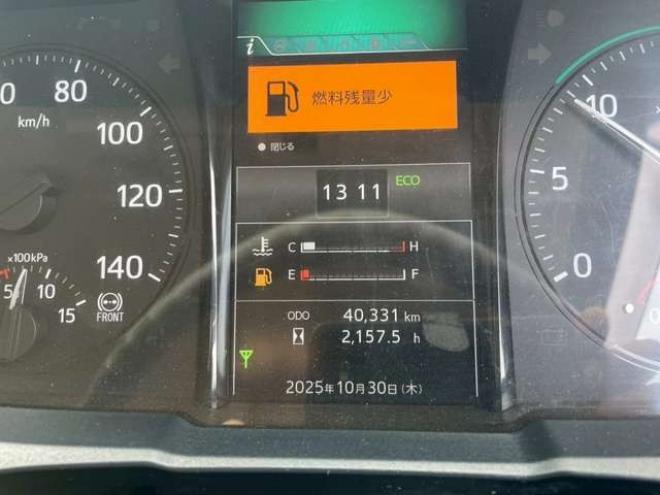 i
燃料残量少
閉じる
13 11 ECO
C H
E F
ODO 40,331 km
2,157.5 h
2025年10月30日(木)
0 80
km/h
100
120
140
×100kPa
5 10 15
FRONT
10
5
0